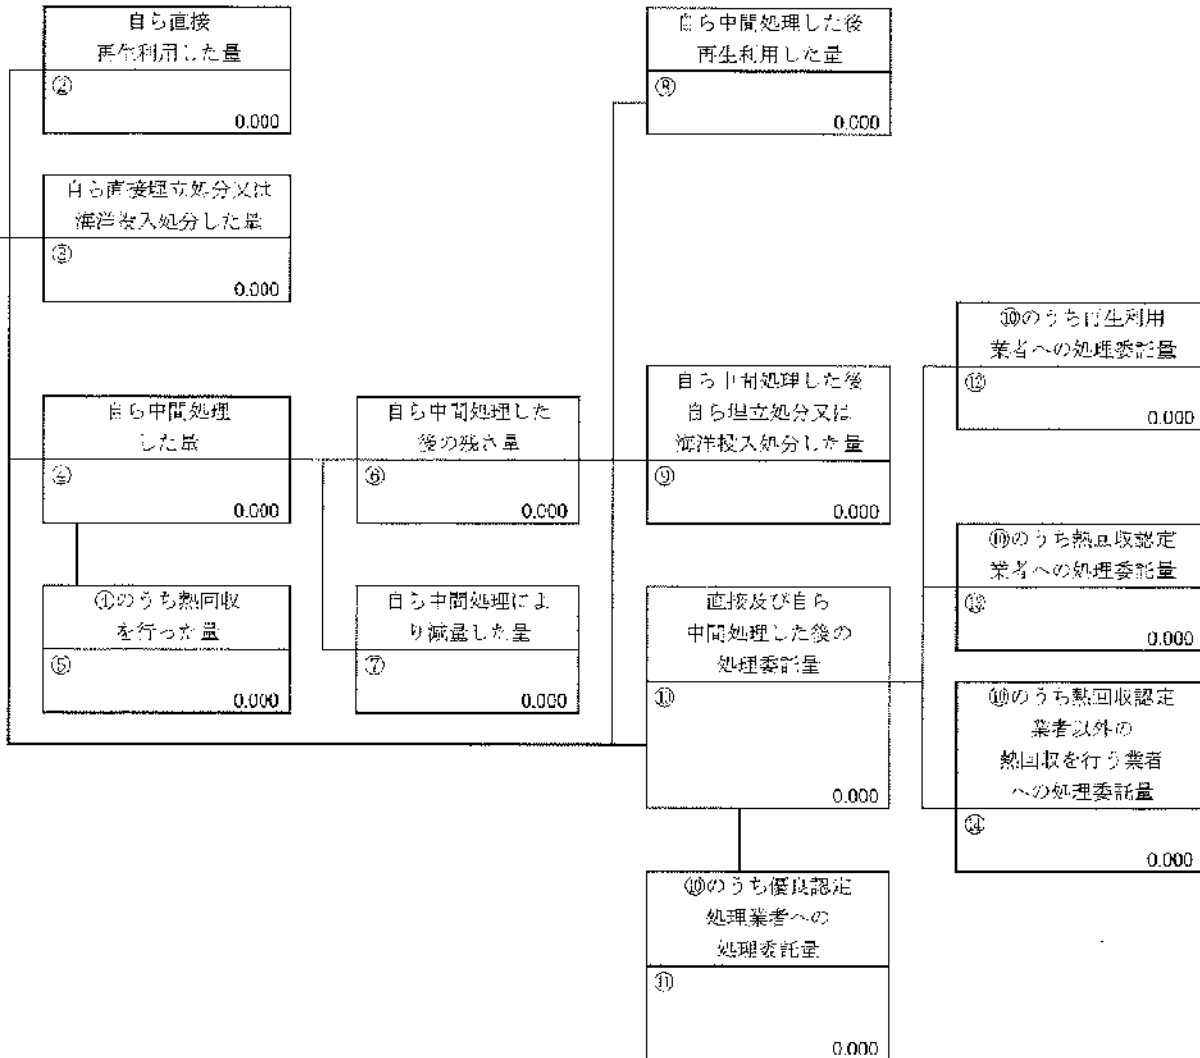 自ら直接
再生利用した量
②
0.000
自ら中間処理した後
再生利用した量
⑧
0.000
自ら直接埋立処分又は
海洋投入処分した量
③
0.000
⑩のうち再生利用
業者への処理委託量
⑫
0.000
自ら中間処理
した量
④
0.000
自ら中間処理した
後の残さ量
⑥
0.000
自ら中間処理した後
自ら埋立処分又は
海洋投入処分した量
⑨
0.000
⑩のうち熱回収認定
業者への処理委託量
⑬
0.000
④のうち熱回収
を行った量
⑤
0.000
自ら中間処理によ
り減量した量
⑦
0.000
直接及び自ら
中間処理した後の
処理委託量
⑩
0.000
⑩のうち熱回収認定
業者以外の
熱回収を行う業者
への処理委託量
⑭
0.000
⑩のうち優良認定
処理業者への
処理委託量
⑪
0.000